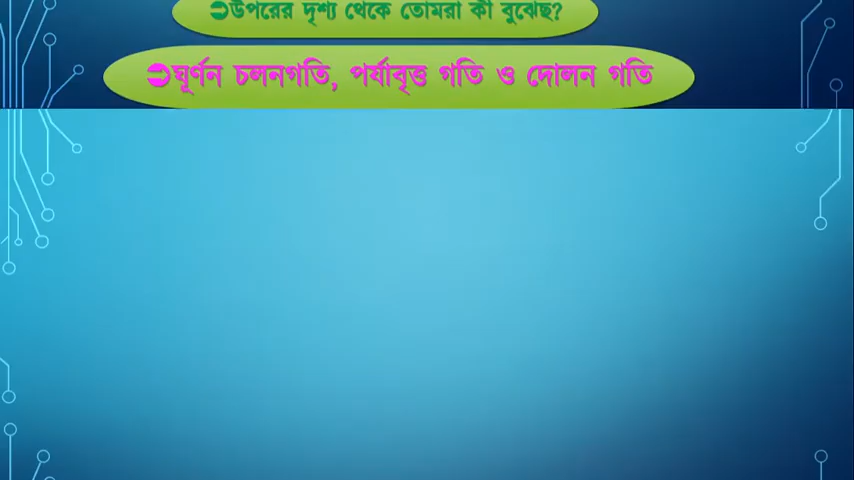 ➲উপরের দৃশ্য থেকে তোমরা কী বুঝেছ?
➲ঘূর্ণন চলনগতি, পর্যাবৃত্ত গতি ও দোলন গতি